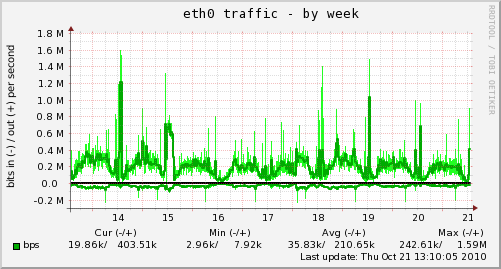 eth0 traffic - by week
RRDTOOL / TOBI OETIKER
bits in (-) / out (+) per second
1.8 M
1.6 M
1.4 M
1.2 M
1.0 M
0.8 M
0.6 M
0.4 M
0.2 M
0.0
-0.2 M
14 15 16 17 18 19 20 21
Cur (-/+) Min (-/+) Avg (-/+) Max (-/+)
bps 19.86k/ 403.51k 2.96k/ 7.92k 35.83k/ 210.65k 242.61k/ 1.59M
Last update: Thu Oct 21 13:10:05 2010